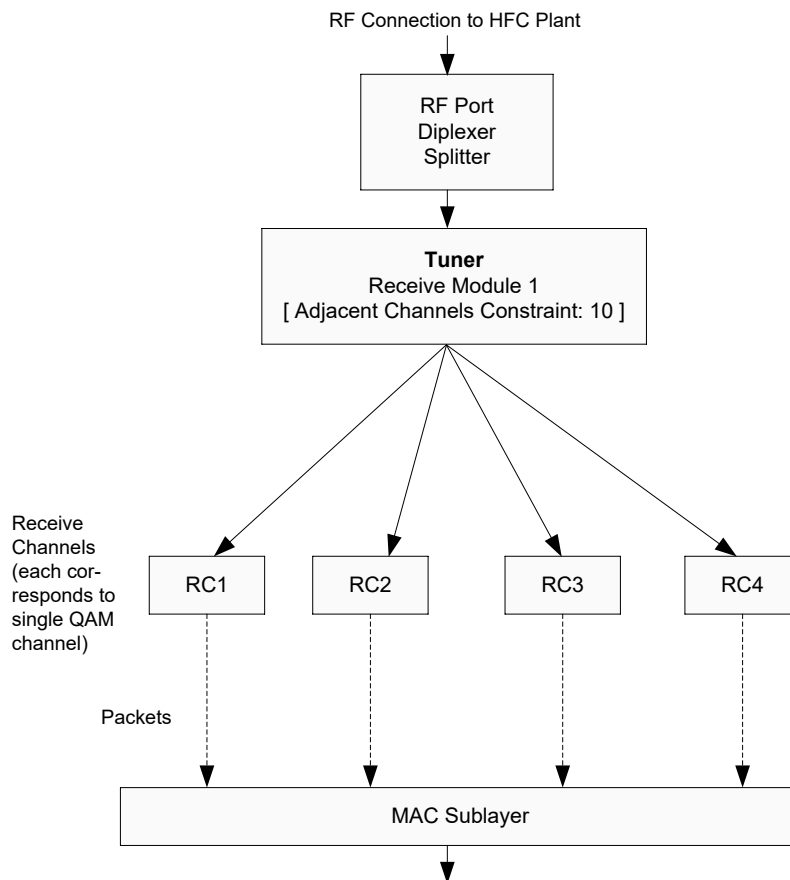 RF Connection to HFC Plant
RF Port
Diplexer
Splitter
Tuner
Receive Module 1
[ Adjacent Channels Constraint: 10 ]
Receive
Channels
(each cor-
responds to
single QAM
channel)
RC1
RC2
RC3
RC4
Packets
MAC Sublayer